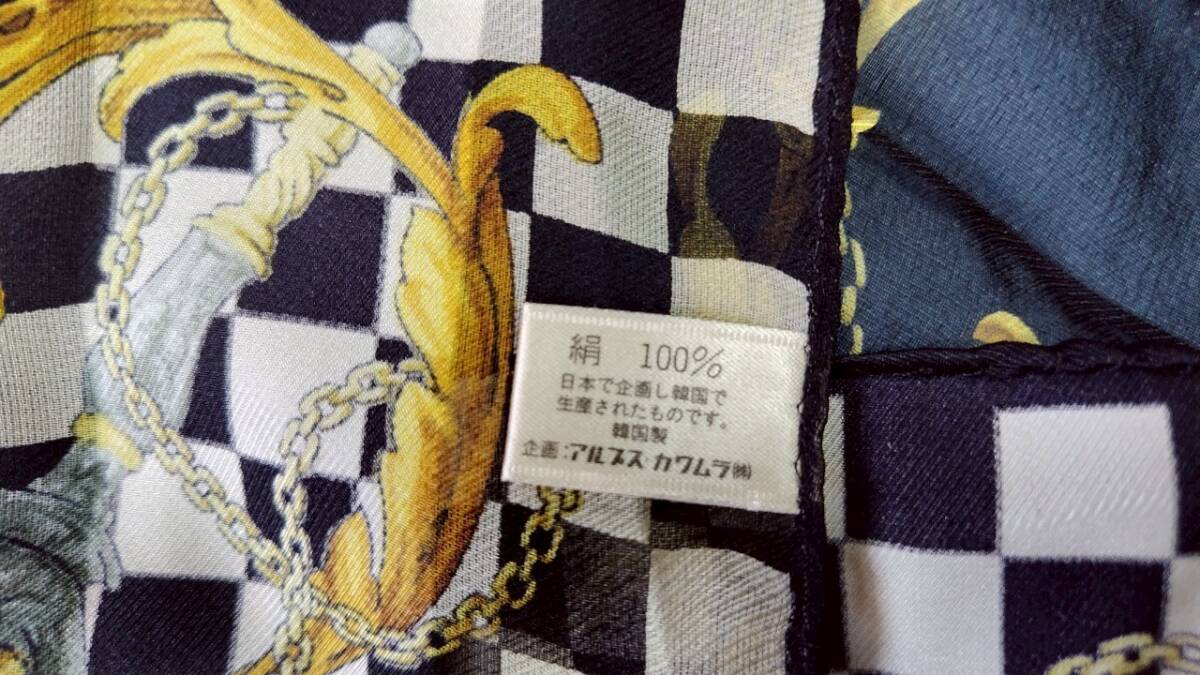 絹 100%
日本で企画し韓国で
生産されたものです。
韓国製
企画:アルプス・カワムラ㈱